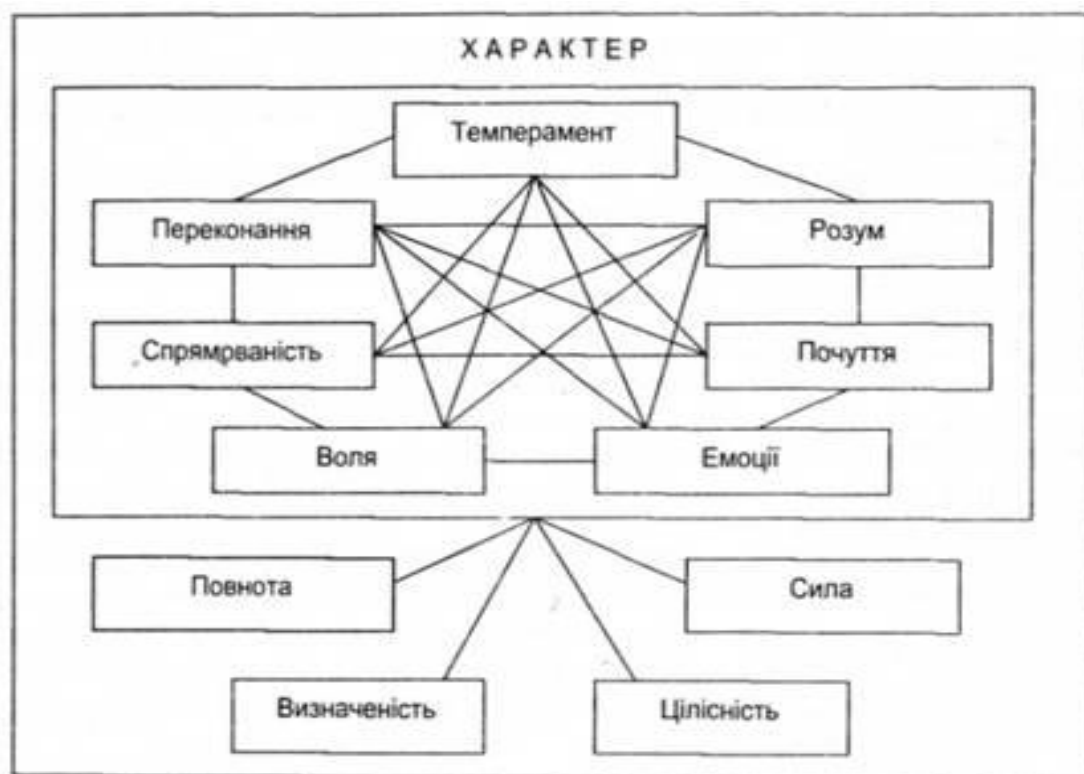 ХАРАКТЕР
Темперамент
Переконання
Розум
Спрямрваність
Почуття
Воля
Емоції
Повнота
Сила
Визначеність
Цілісність